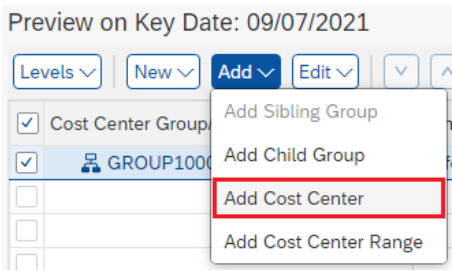 Preview on Key Date: 09/07/2021
Levels New Add Edit
Cost Center Group/
Add Sibling Group
Add Child Group
GROUP1000
Add Cost Center
Add Cost Center Range